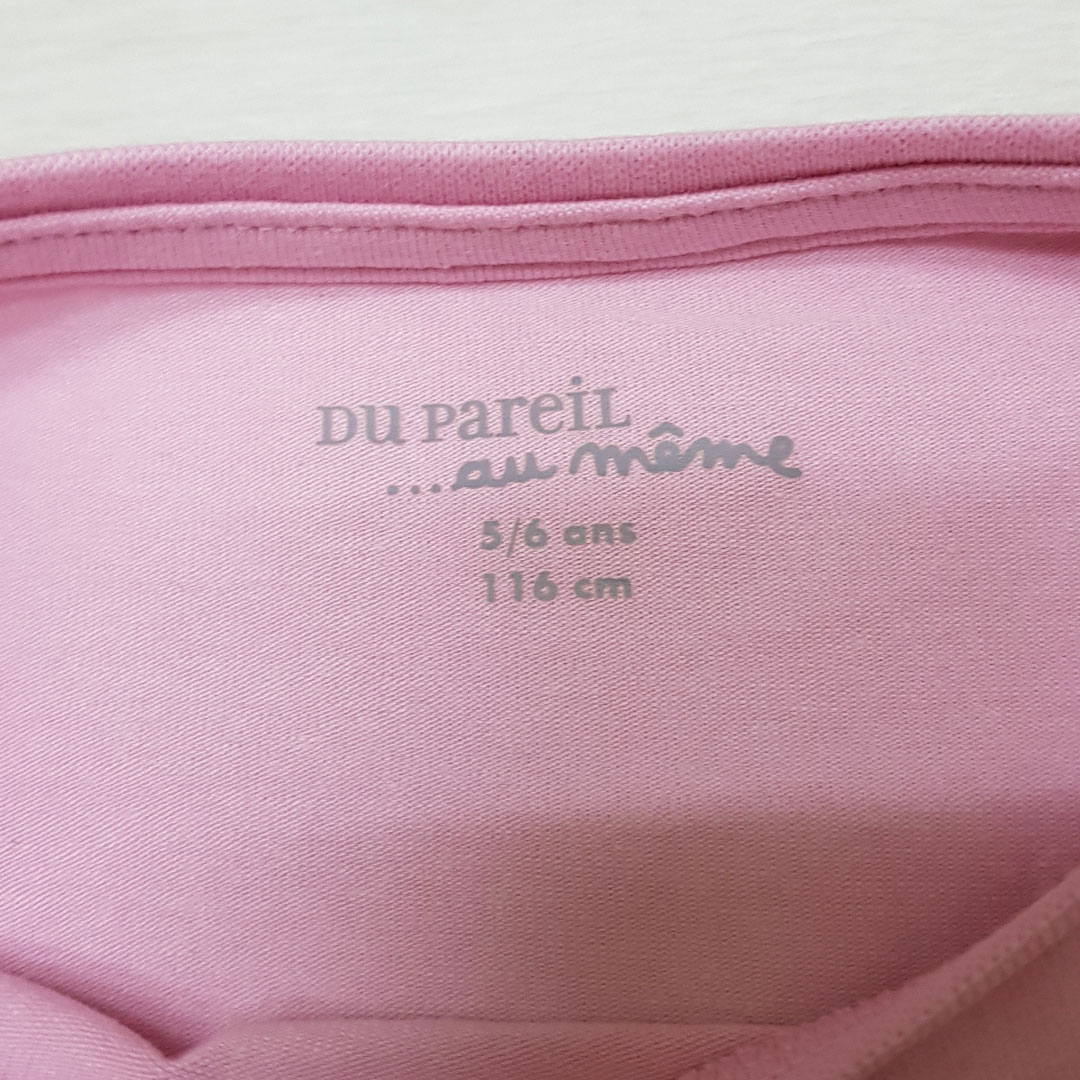 DU PareiL
...au même
5/6 ans
116 cm